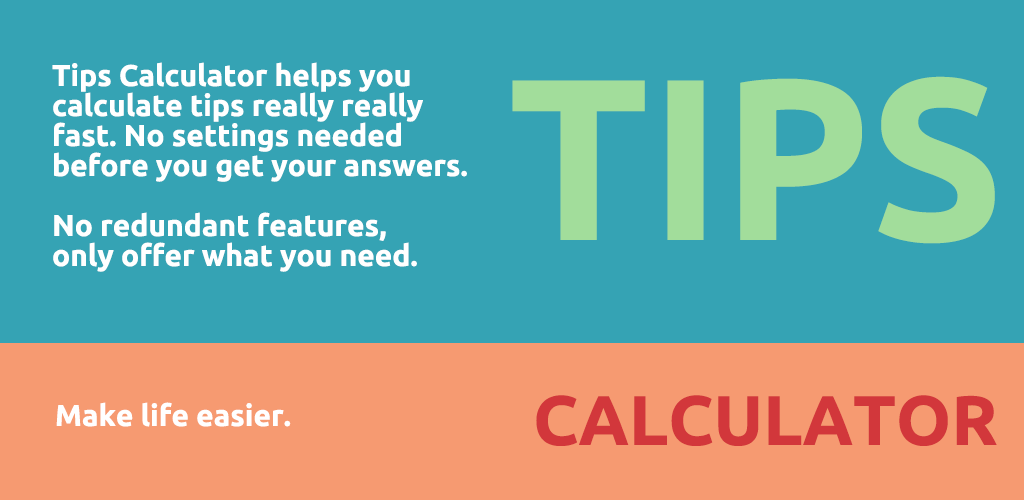 Tips Calculator helps you
calculate tips really really
fast. No settings needed
before you get your answers.
No redundant features,
only offer what you need.
TIPS
Make life easier.
CALCULATOR